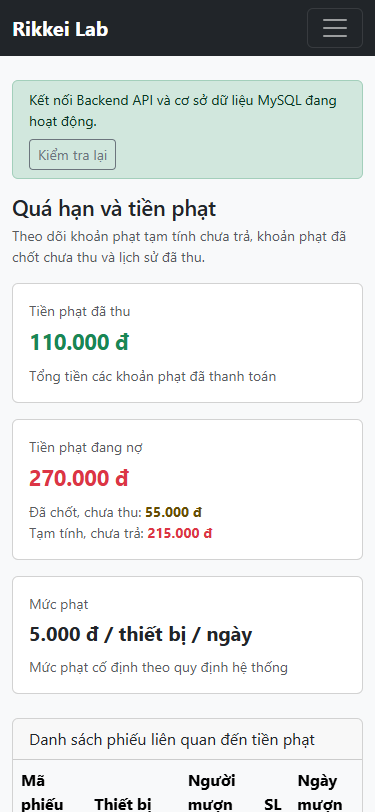 Rikkei Lab
Kết nối Backend API và cơ sở dữ liệu MySQL đang
hoạt động.
Kiểm tra lại
Quá hạn và tiền phạt
Theo dõi khoản phạt tạm tính chưa trả, khoản phạt đã
chốt chưa thu và lịch sử đã thu.
Tiền phạt đã thu
110.000 đ
Tổng tiền các khoản phạt đã thanh toán
Tiền phạt đang nợ
270.000 đ
Đã chốt, chưa thu: 55.000 đ
Tạm tính, chưa trả: 215.000 đ
Mức phạt
5.000 đ / thiết bị / ngày
Mức phạt cố định theo quy định hệ thống
Danh sách phiếu liên quan đến tiền phạt
Mã phiếu
Thiết bị
Người mượn
SL
Ngày mượn